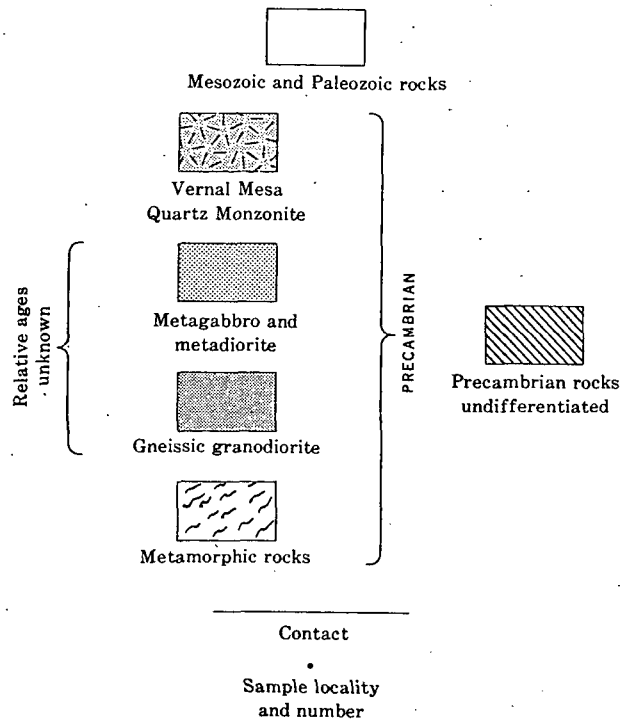 Mesozoic and Paleozoic rocks
Vernal Mesa
Quartz Monzonite
Relative ages
unknown
Metagabbro and
metadiorite
Gneissic granodiorite
Metamorphic rocks
PRECAMBRIAN
Precambrian rocks
undifferentiated
Contact
Sample locality
and number